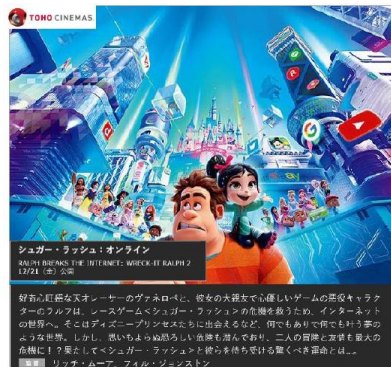 TOHO CINEMAS
シュガー・ラッシュ：オンライン
RALPH BREAKS THE INTERNET: WRECK-IT RALPH 2
12/21（金）公開
好奇心旺盛な天才レーサーのヴァネロペと、彼女の大親友で心優しいゲームの悪役キャラク
ターのラルフは、レースゲーム＜シュガー・ラッシュ＞の危機を救うため、インターネット
の世界へ。そこはディズニープリンセスたちに出会えるなど、何でもありで何でも叶う夢の
ような世界。しかし、思いもよらぬ恐ろしい危険も潜んでおり、二人の冒険と友情も最大の
危機に！？果たして＜シュガー・ラッシュ＞と彼らを待ち受ける驚くべき運命とは…。
リッチ・ムーア、フィル・ジョンストン